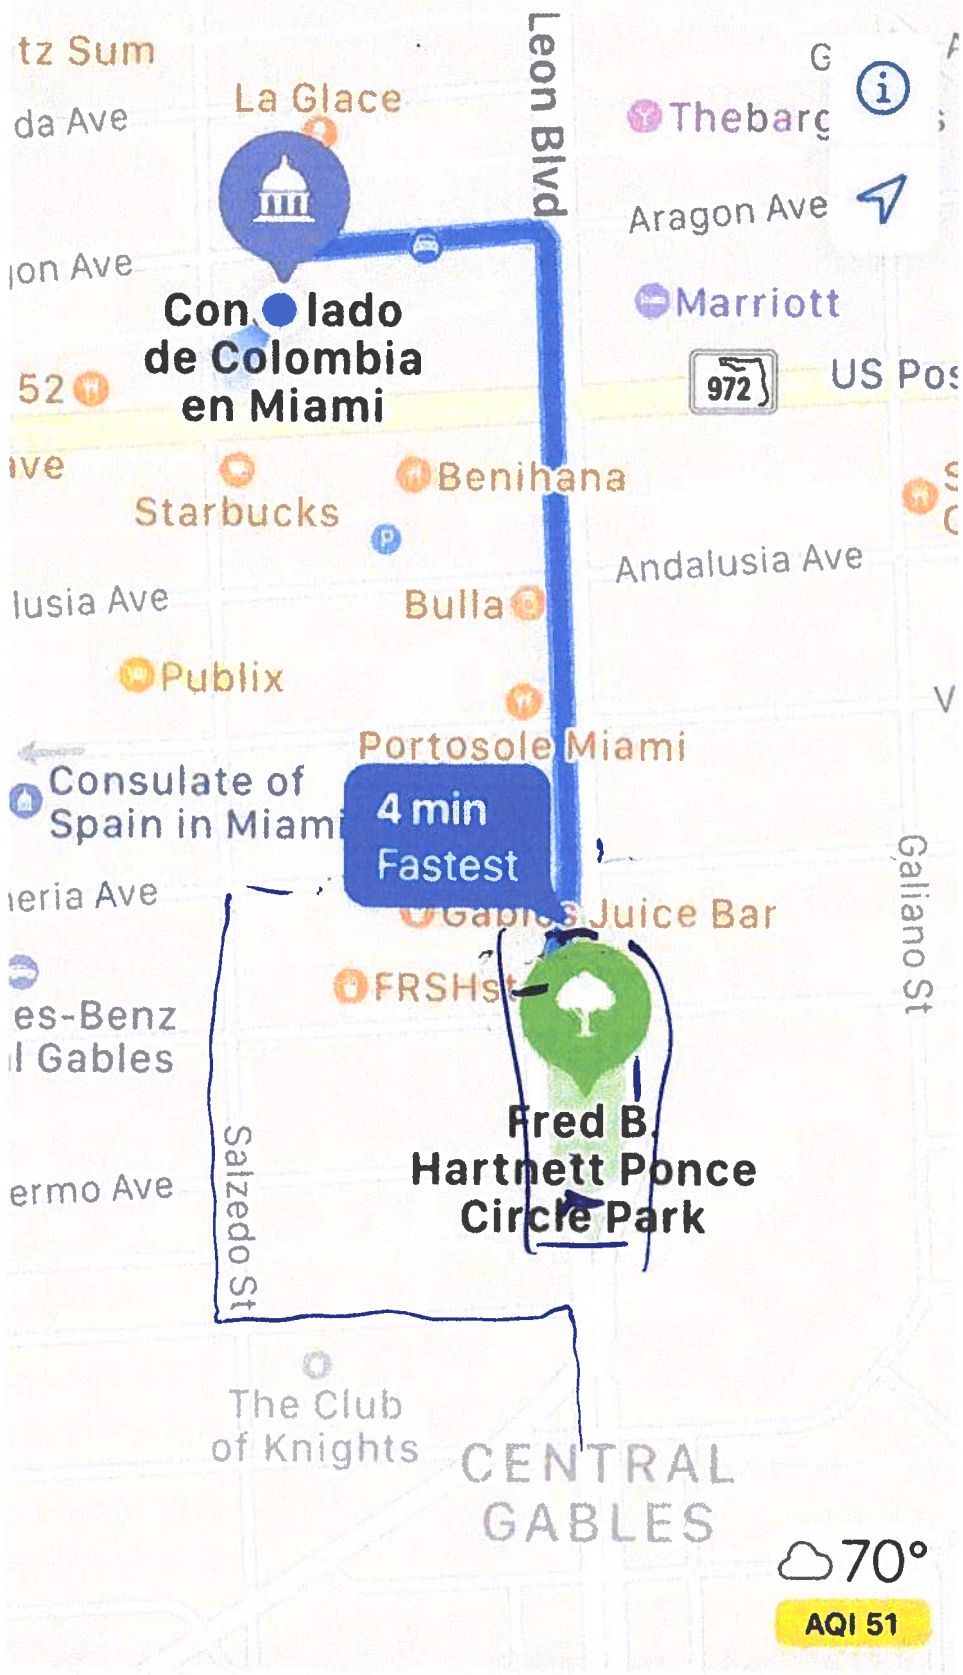 tz Sum
La Glace
da Ave
Leon Blvd
G
Thebarg
Aragon Ave
jon Ave
Marriott
Con lado
de Colombia
en Miami
52
972
US Pos
ave
Starbucks
Benihana
Andalusia Ave
lusia Ave
Bulla
Publix
V
Portosole Miami
Consulate of
Spain in Miami
4 min
Fastest
Galiano St
neria Ave
Gables Juice Bar
FRSHst
es-Benz
l Gables
Fred B.
Hartnett Ponce
Circle Park
Salzedo St
ermo Ave
The Club
of Knights
CENTRAL
GABLES
70°
AQI 51